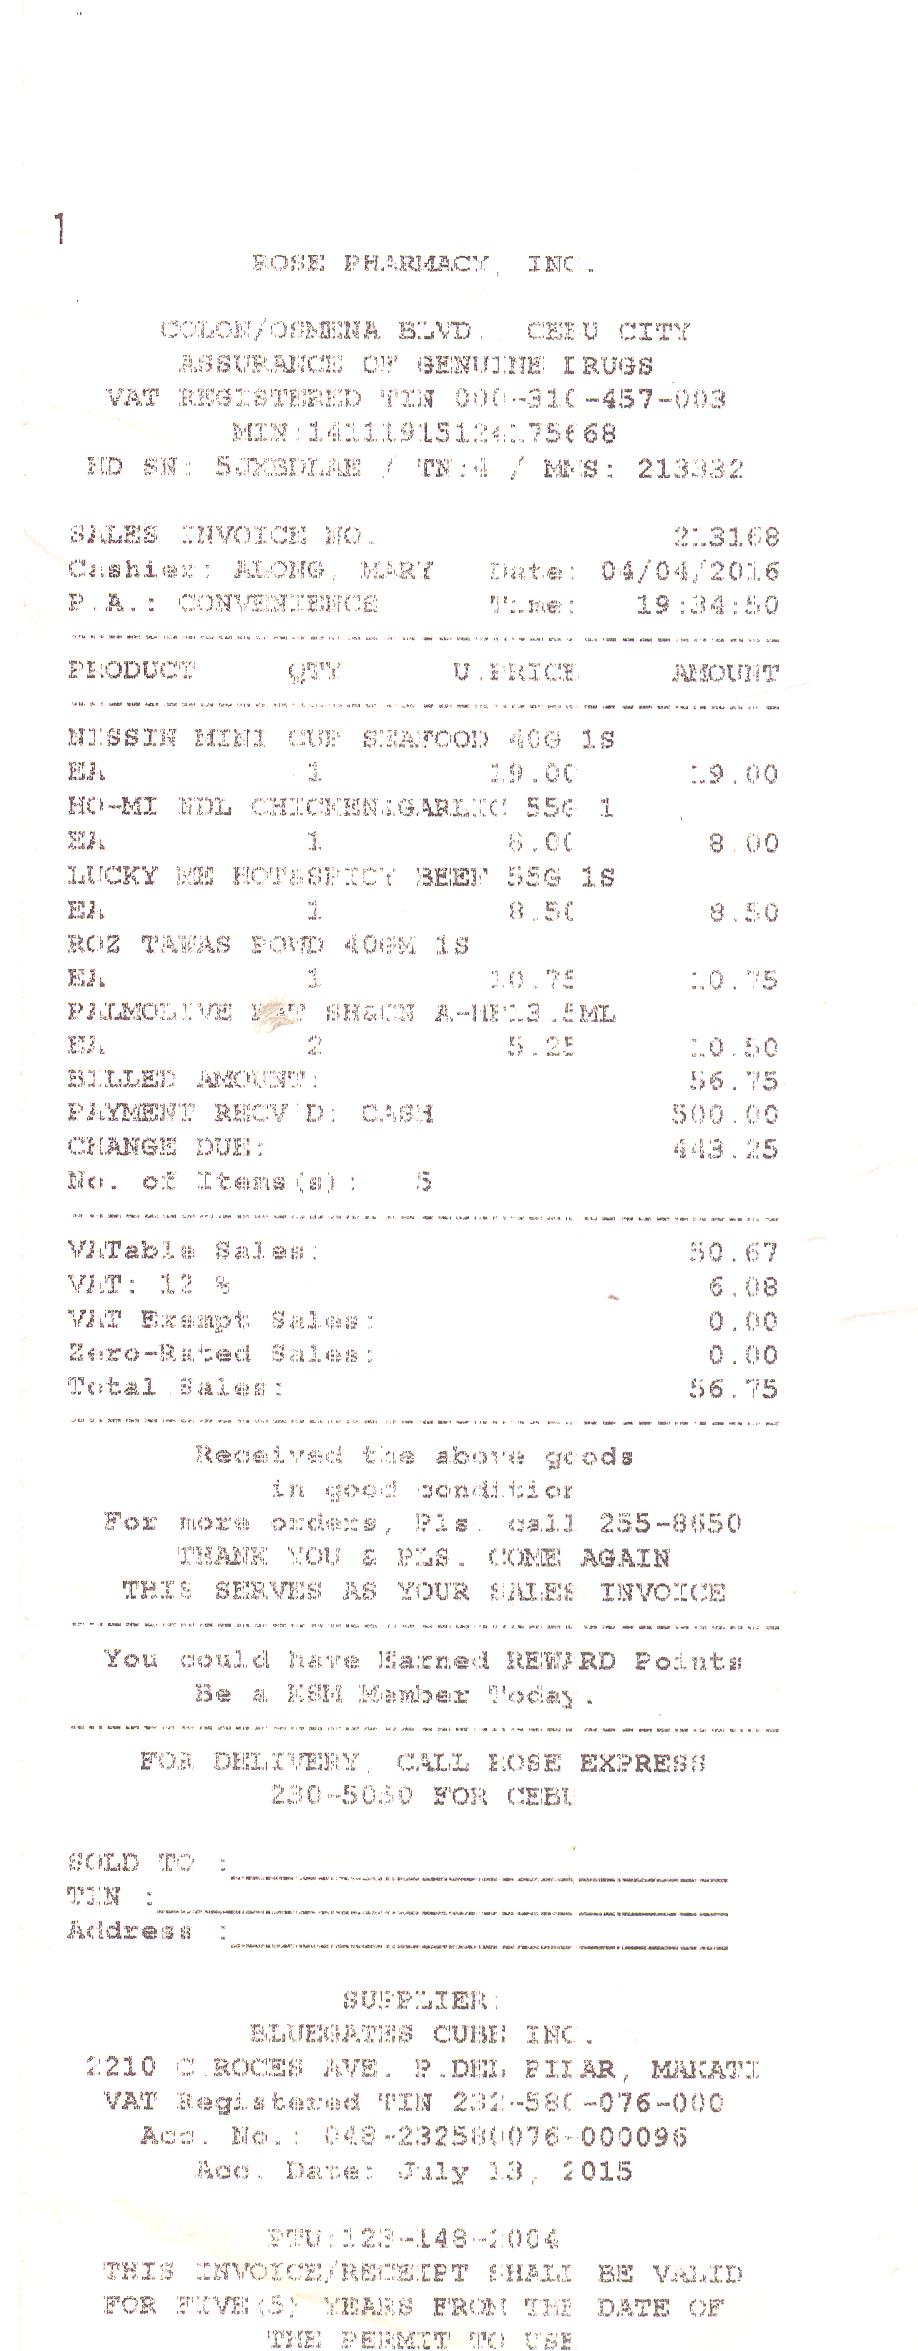 1
ROSE PHARMACY, INC.
COLON/OSMENA BLVD., CEBU CITY
ASSURANCE OF GENUINE DRUGS
VAT REGISTERED TIN 000-310-457-003
HD SN: / TN:4 / MMS: 213332
SALES INVOICE NO. 213168
Cashier: ALONG, MARY Date: 04/04/2016
P.A.: CONVENIENCE Time: 19:34:50
PRODUCT QTY U.PRICE AMOUNT
NISSIN MINI CUP SEAFOOD 40G 1S
EA 1 19.00 19.00
HO-MI NDL CHICKEN&GARLIC 55G 1
EA 1 8.00 8.00
LUCKY ME HOT&SPICY BEEF 55G 1S
EA 1 8.50 8.50
ROZ TAWAS POWD 40GM 1S
EA 1 10.75 10.75
PALMOLIVE SH&CN A-HF13.5ML
EA 2 5.25 10.50
BILLED AMOUNT: 56.75
PAYMENT RECV'D: CASH 500.00
CHANGE DUE: 443.25
No. of Items(s): 5
VATable Sales: 50.67
VAT: 12 % 6.08
VAT Exempt Sales: 0.00
Zero-Rated Sales: 0.00
Total Sales: 56.75
Received the above goods
in good condition
For more orders, Pls. call 255-8650
THANK YOU & PLS. COME AGAIN
THIS SERVES AS YOUR SALES INVOICE
You could have Earned REWARD Points
Be a KSM Member Today.
FOR DELIVERY, CALL ROSE EXPRESS
230-5050 FOR CEBU
SOLD TO :
TIN :
Address :
SUPPLIER:
BLUEGATES CUBE INC.
2210 C.ROCES AVE. P.DEL PILAR, MAKATI
VAT Registered TIN 232-580-076-000
Acc. No.: 048-232580076-000096
Acc. Date: July 13, 2015
PTU:123-148-2004
THIS INVOICE/RECEIPT SHALL BE VALID
FOR FIVE(5) YEARS FROM THE DATE OF
THE PERMIT TO USE